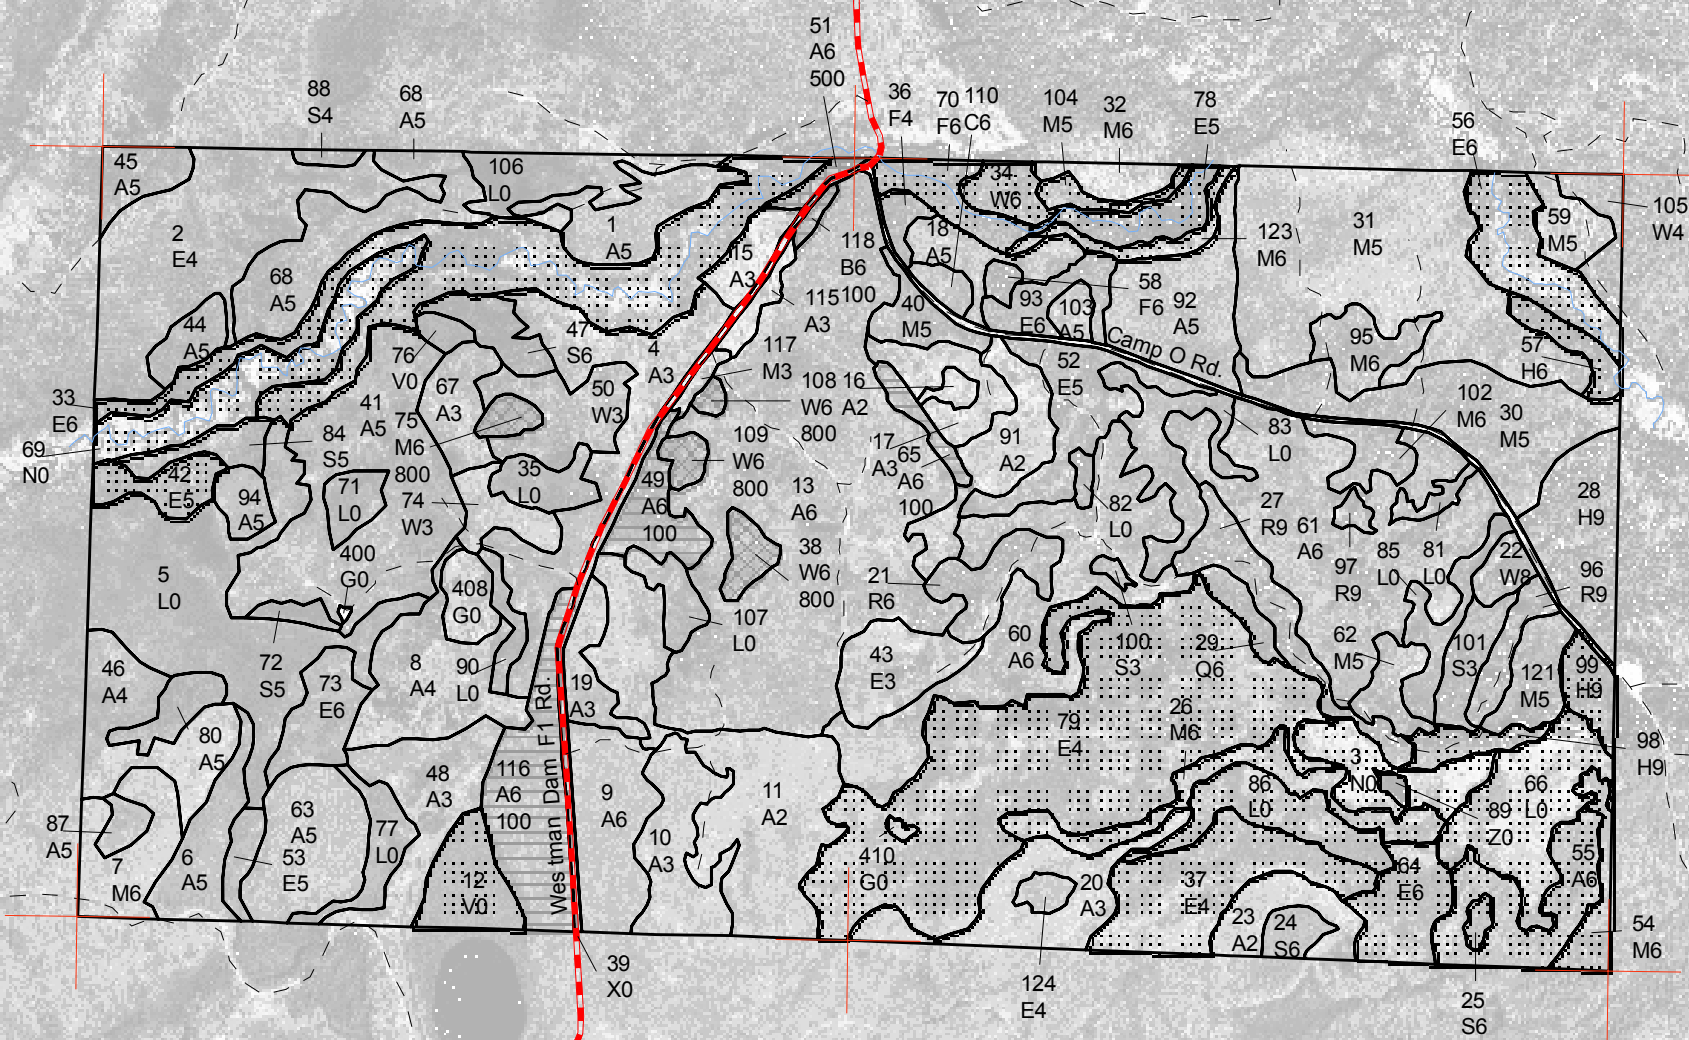 51
A6
500
88
S4
68
A5
36
F4
70
F6
110
C6
104
M5
32
M6
78
E5
56
E6
45
A5
106
L0
34
W6
105
W4
2
E4
1
A5
15
A3
118
B6
100
18
A5
123
M6
31
M5
59
M5
68
A5
115
A3
40
M5
93
E6
103
A5
58
F6
92
A5
44
A5
47
S6
4
A3
117
M3
Camp O Rd.
95
M6
57
H6
76
V0
67
A3
50
W3
108
W6
800
16
A2
52
E5
102
M6
30
M5
33
E6
41
A5
75
M6
800
69
N0
84
S5
109
W6
800
17
A3
65
A6
100
91
A2
83
L0
42
E5
94
A5
71
L0
74
W3
35
L0
49
A6
100
13
A6
82
L0
27
R9
28
H9
61
A6
400
G0
38
W6
800
97
R9
85
L0
81
L0
22
W8
96
R9
5
L0
408
G0
21
R6
107
L0
60
A6
100
S3
29
Q6
62
M5
101
S3
121
M5
99
H9
46
A4
72
S5
73
E6
8
A4
90
L0
19
A3
43
E3
79
E4
26
M6
80
A5
Westman Dam F1 Rd.
98
H9
3
N0
48
A3
116
A6
100
9
A6
11
A2
86
L0
89
Z0
66
L0
87
A5
63
A5
77
L0
10
A3
7
M6
6
A5
53
E5
12
V0
410
G0
20
A3
37
E4
64
E6
55
A6
23
A2
24
S6
54
M6
39
X0
124
E4
25
S6